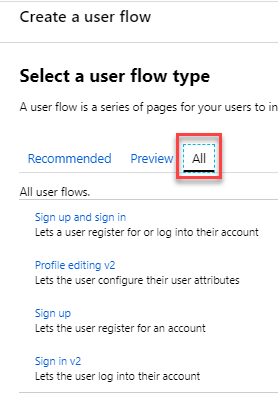 Create a user flow
Select a user flow type
A user flow is a series of pages for your users to in
Recommended Preview All
All user flows.
Sign up and sign in
Lets a user register for or log into their account
Profile editing v2
Lets the user configure their user attributes
Sign up
Lets the user register for an account
Sign in v2
Lets the user log into their account